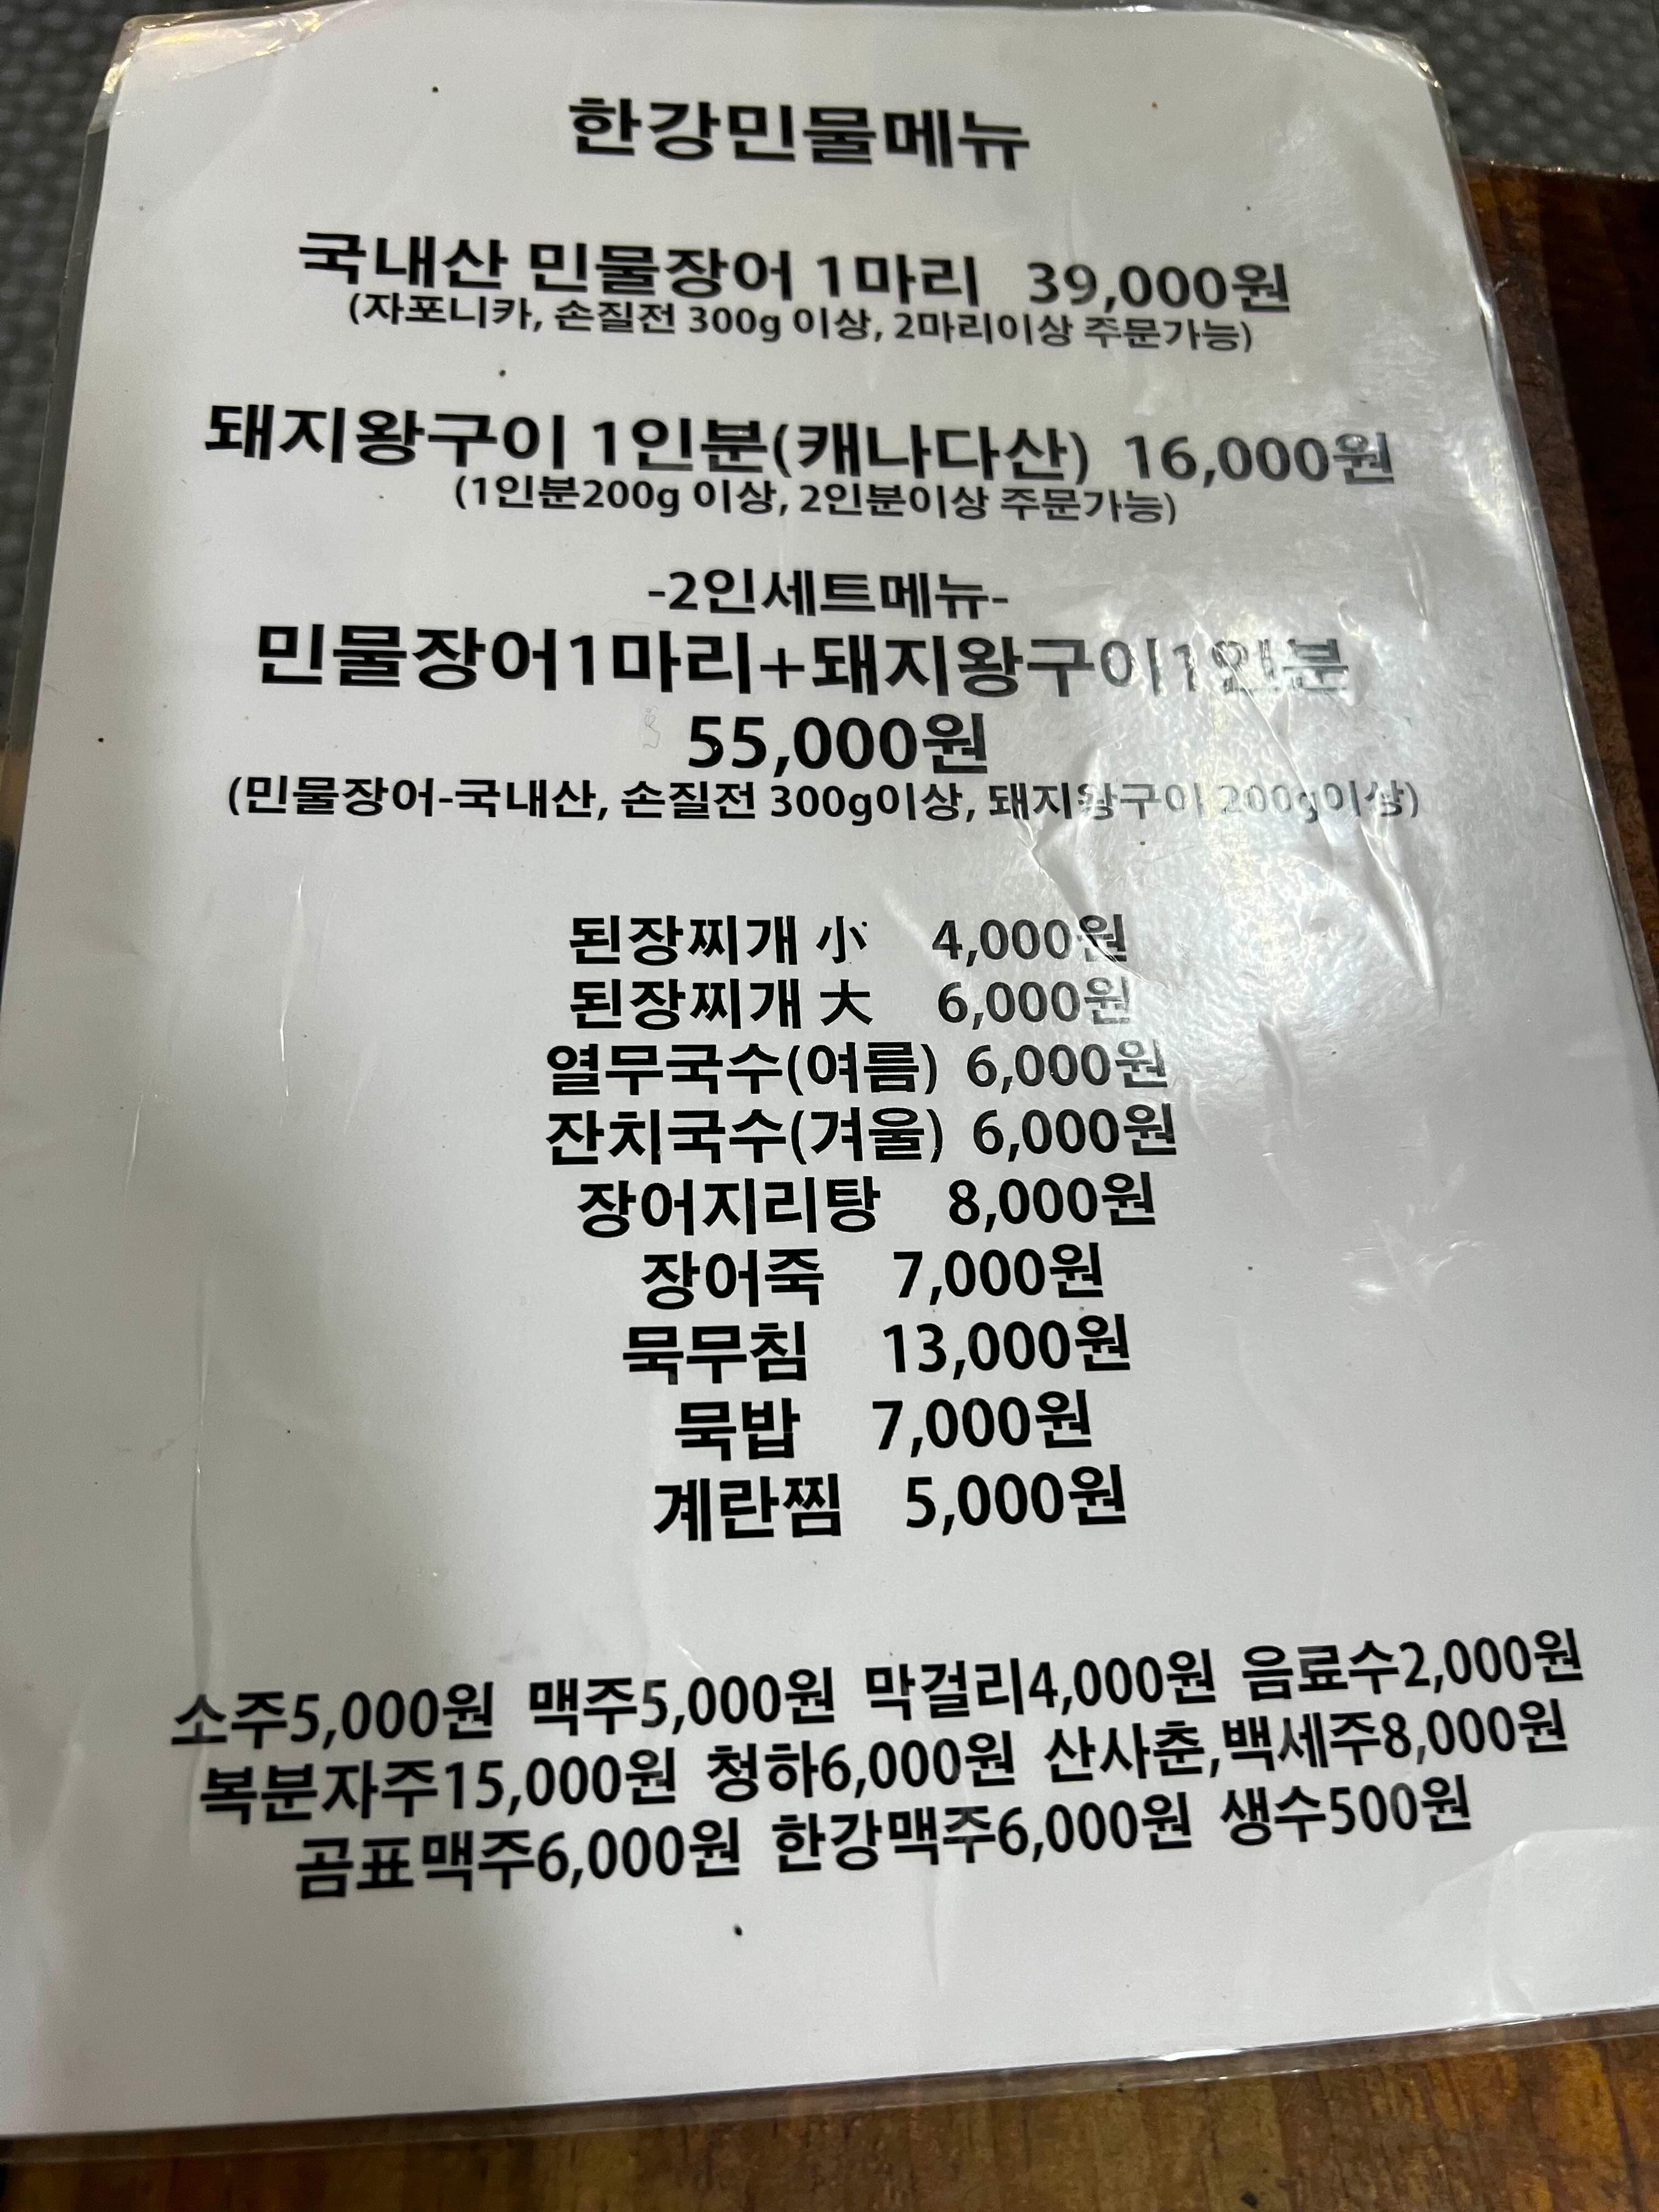 한강민물메뉴
국내산 민물장어 1마리 39,000원
(자포니카, 손질전 300g 이상, 2마리이상 주문가능)
돼지왕구이 1인분(캐나다산) 16,000원
(1인분200g 이상, 2인분이상 주문가능)
-2인세트메뉴-
민물장어1마리+돼지왕구이1인분
55,000원
(민물장어-국내산, 손질전 300g이상, 돼지왕구이 200g이상)
된장찌개 小 4,000원
된장찌개 大 6,000원
열무국수(여름) 6,000원
잔치국수(겨울) 6,000원
장어지리탕 8,000원
장어죽 7,000원
묵무침 13,000원
묵밥 7,000원
계란찜 5,000원
소주5,000원 맥주5,000원 막걸리4,000원 음료수2,000원
복분자주15,000원 청하6,000원 산사춘,백세주8,000원
곰표맥주6,000원 한강맥주6,000원 생수500원